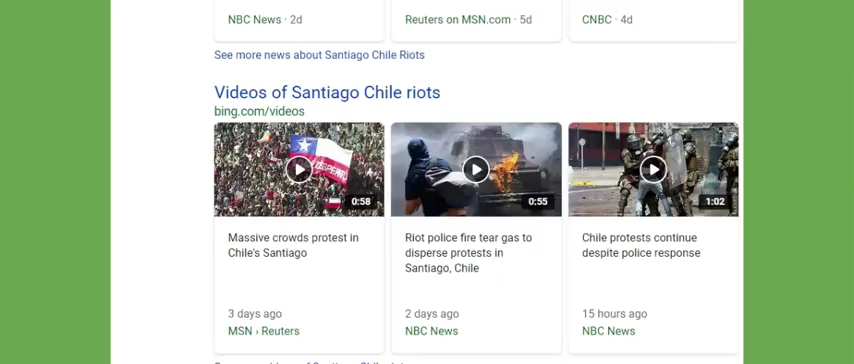 NBC News · 2d
Reuters on MSN.com · 5d
CNBC · 4d
See more news about Santiago Chile Riots
Videos of Santiago Chile riots
bing.com/videos
0:58
0:55
1:02
Massive crowds protest in
Chile's Santiago
3 days ago
MSN › Reuters
Riot police fire tear gas to
disperse protests in
Santiago, Chile
2 days ago
NBC News
Chile protests continue
despite police response
15 hours ago
NBC News